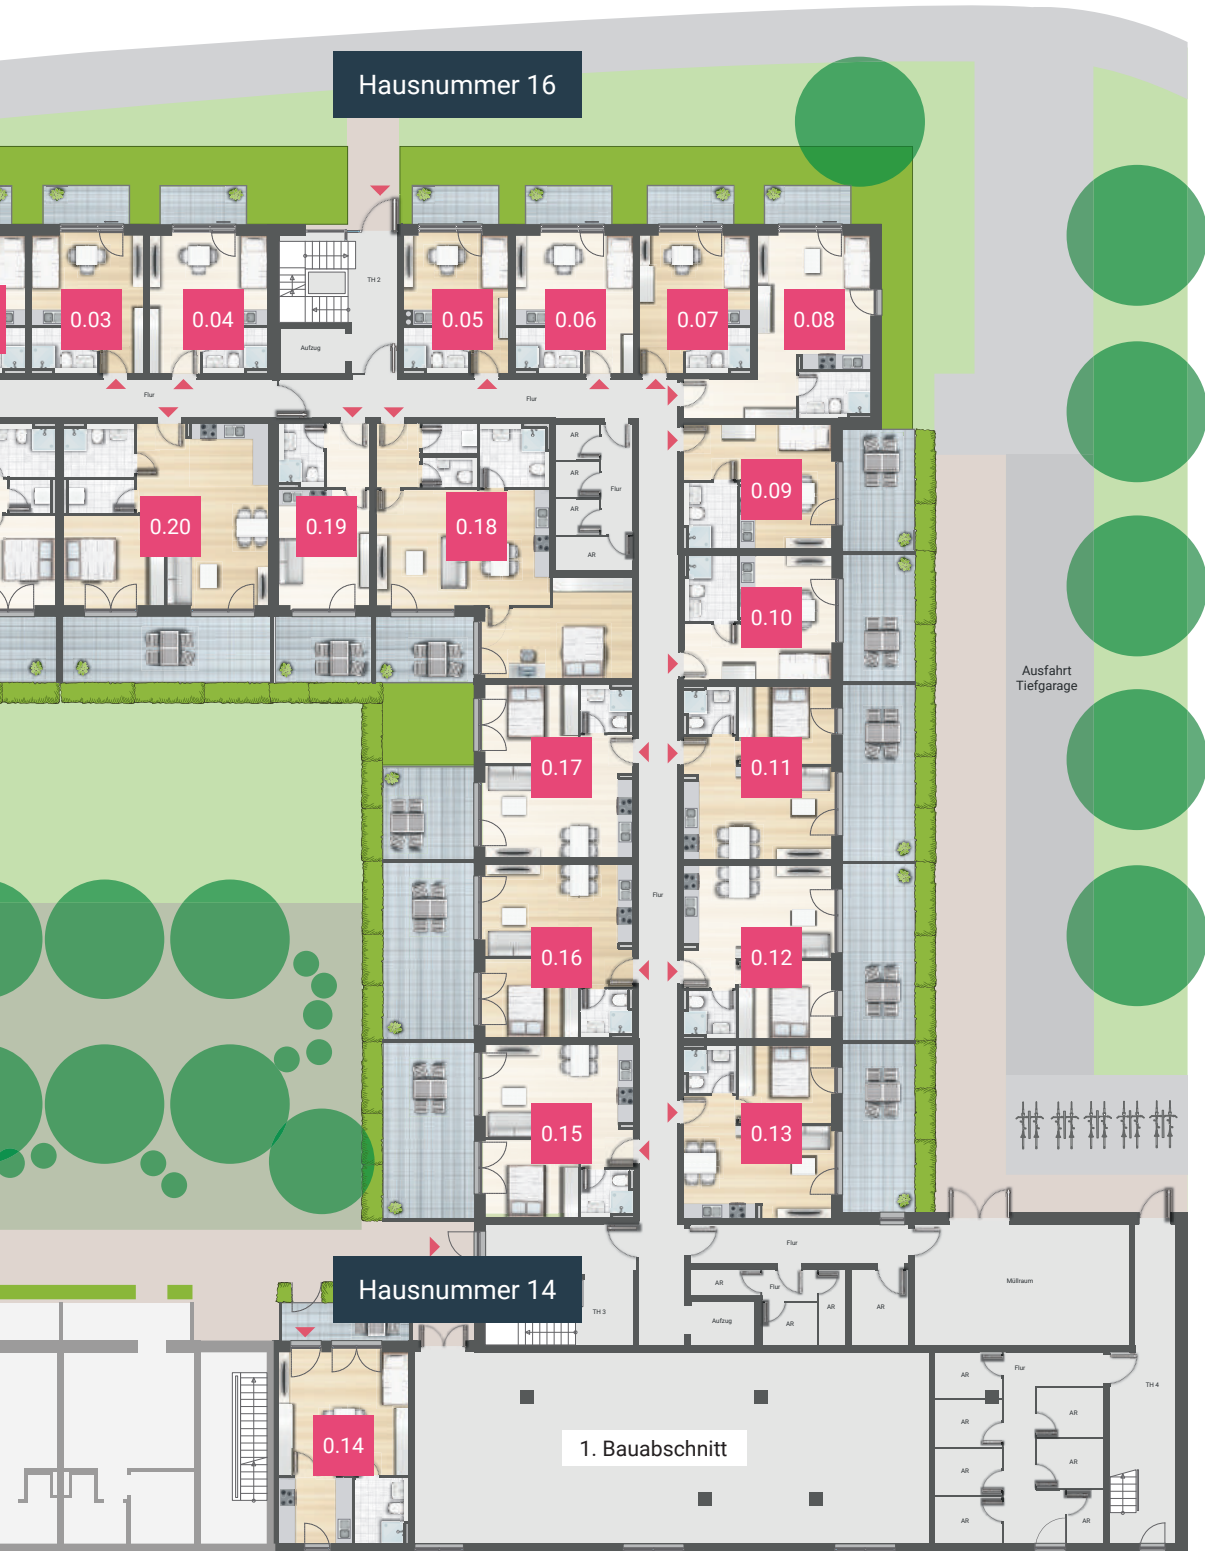 Hausnummer 16
TH 2
0.03
0.04
0.05
0.06
0.07
0.08
Aufzug
Flur
Flur
AR
AR
Flur
AR
AR
0.09
0.20
0.19
0.18
0.10
Ausfahrt
Tiefgarage
0.17
0.11
Flur
0.16
0.12
0.15
0.13
Flur
Hausnummer 14
TH 3
AR
Flur
AR
AR
AR
Aufzug
Müllraum
AR
Flur
TH 4
AR
AR
AR
AR
AR
AR
0.14
1. Bauabschnitt